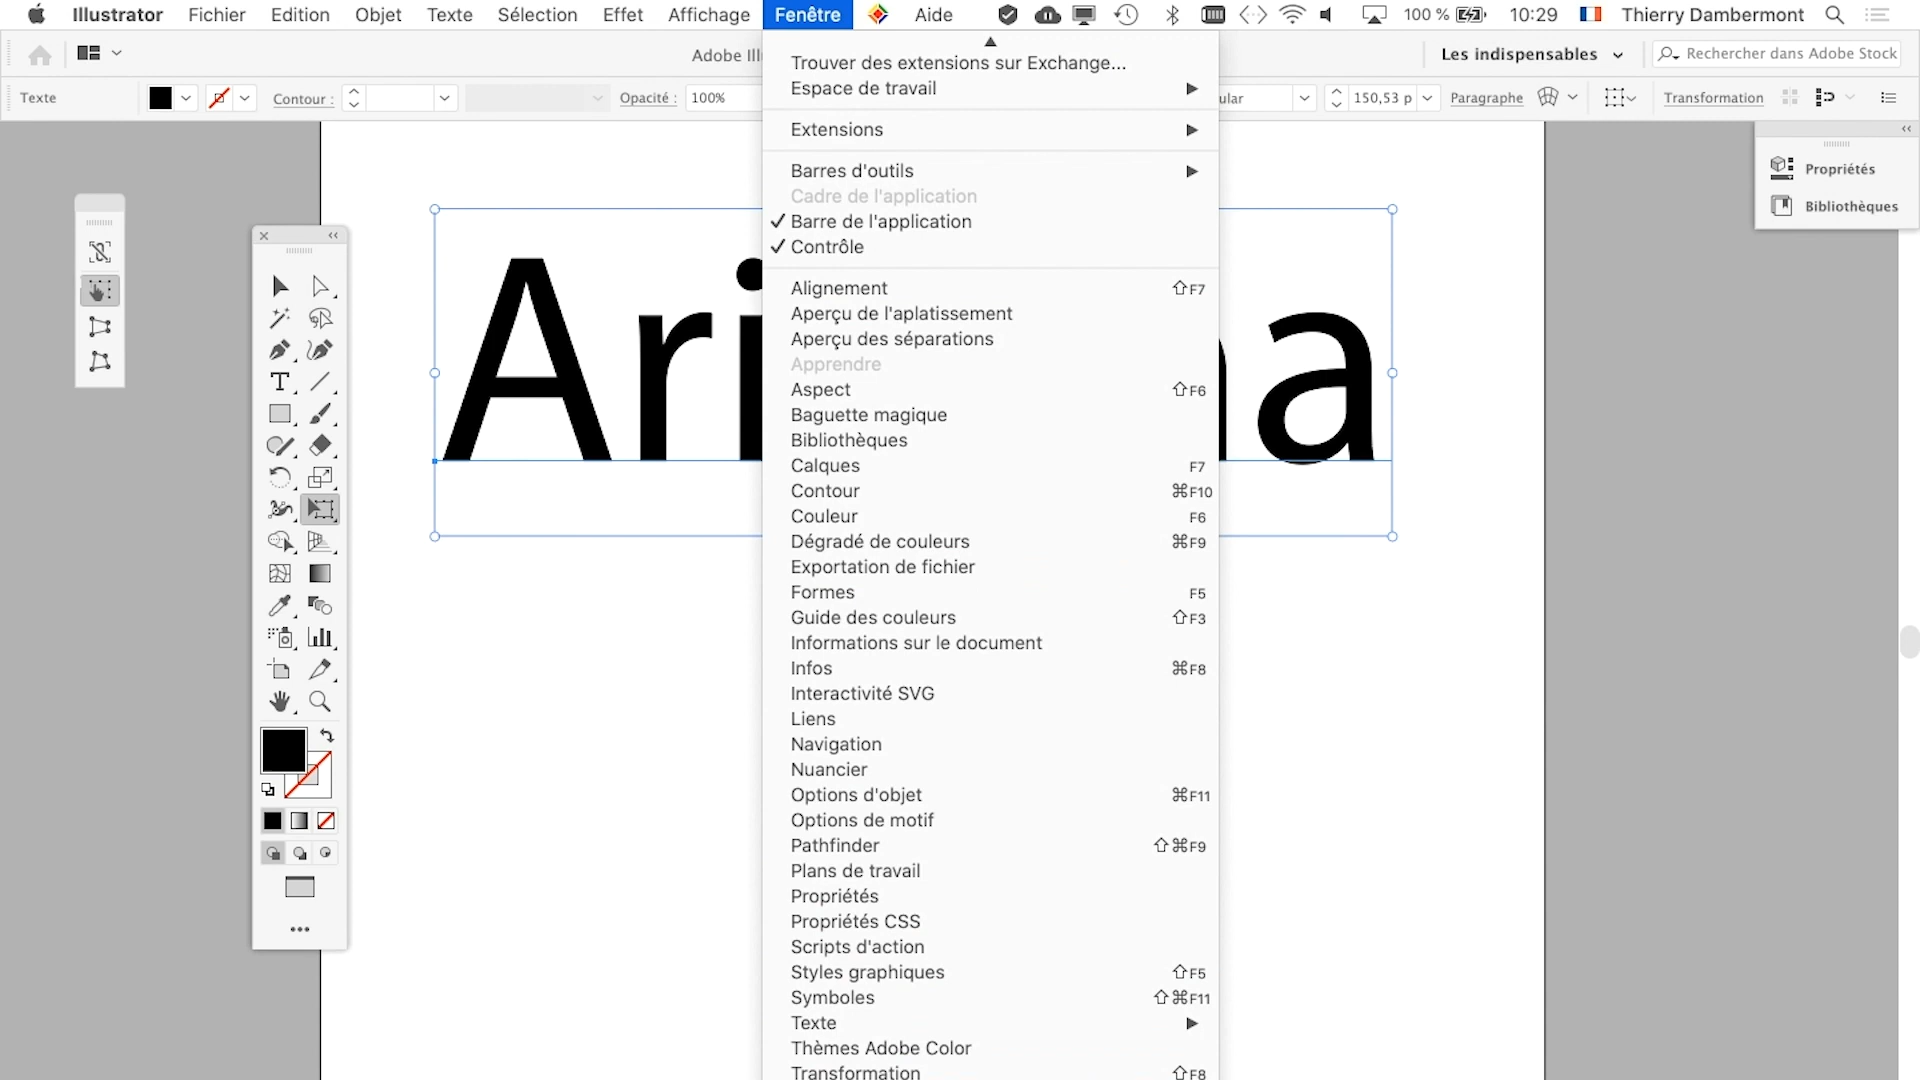 Illustrator Fichier Edition Objet Texte Sélection Effet Affichage Fenêtre Aide 100 % 10:29 Thierry Dambermont
Adobe Ill
Les indispensables
Rechercher dans Adobe Stock
Texte Contour : Opacité : 100% ular 150,53 p Paragraphe Transformation
Trouver des extensions sur Exchange...
Espace de travail
Extensions
Barres d'outils
Cadre de l'application
✓ Barre de l'application
✓ Contrôle
Alignement ⇧F7
Aperçu de l'aplatissement
Aperçu des séparations
Apprendre
Aspect ⇧F6
Baguette magique
Bibliothèques
Calques F7
Contour ⌘F10
Couleur F6
Dégradé de couleurs ⌘F9
Exportation de fichier
Formes F5
Guide des couleurs ⇧F3
Informations sur le document
Infos ⌘F8
Interactivité SVG
Liens
Navigation
Nuancier
Options d'objet ⌘F11
Options de motif
Pathfinder ⇧⌘F9
Plans de travail
Propriétés
Propriétés CSS
Scripts d'action
Styles graphiques ⇧F5
Symboles ⇧⌘F11
Texte
Thèmes Adobe Color
Transformation ⇧F8
Propriétés
Bibliothèques
Ari
na